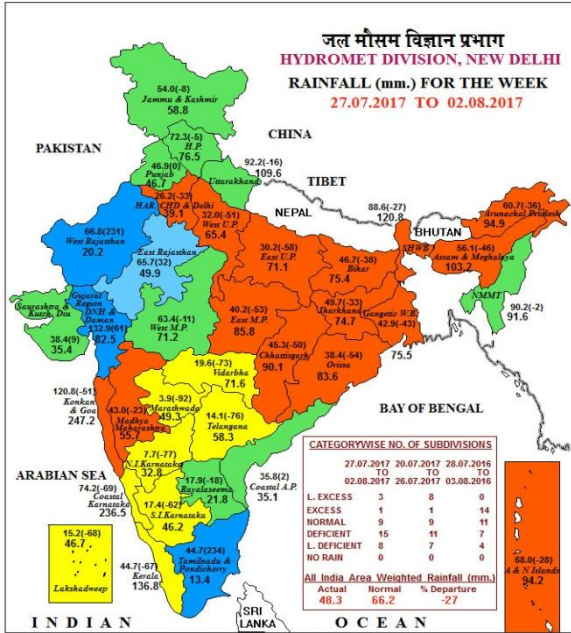 जल मौसम विज्ञान प्रभाग
HYDROMET DIVISION, NEW DELHI
RAINFALL (mm.) FOR THE WEEK
27.07.2017 TO 02.08.2017
54.0(-8)
Jammu & Kashmir
58.8
CHINA
72.3(-5)
H.P.
76.5
PAKISTAN
46.9(0)
Punjab
46.7
92.2(-16)
109.6
Uttarakhand
TIBET
26.2(-33)
HAR. CHD & Delhi
39.1
32.0(-51)
West U.P.
65.4
NEPAL
88.6(-27)
120.8
BHUTAN
60.7(-36)
Arunachal Pradesh
94.9
66.8(231)
West Rajasthan
20.2
East Rajasthan
65.7(32)
49.9
30.2(-58)
East U.P.
71.1
46.7(-38)
Bihar
75.4
SHWB
56.1(-46)
Assam & Meghalaya
103.2
NMMT
90.2(-2)
91.6
Saurashtra &
Kutch, Diu
38.4(9)
35.4
Gujarat
Region
DNH &
Daman
132.9(61)
82.5
63.4(-11)
West M.P.
71.2
40.2(-53)
East M.P.
85.8
49.7(-33)
Jharkhand
74.7
Gangetic W.B.
42.9(-43)
75.5
45.3(-50)
Chhattisgarh
90.1
38.4(-54)
Orissa
83.6
19.6(-73)
Vidarbha
71.6
120.8(-51)
Konkan
& Goa
247.2
43.0(-23)
Madhya
Maharashtra
55.7
3.9(-92)
Marathwada
49.3
14.1(-76)
Telangana
58.3
BAY OF BENGAL
ARABIAN SEA
7.7(-77)
N.I.Karnataka
32.8
74.2(-69)
Coastal
Karnataka
236.5
17.9(-18)
Rayalaseema
21.8
35.8(2)
Coastal A.P.
35.1
17.4(-62)
S.I.Karnataka
46.2
15.2(-68)
46.7
Lakshadweep
44.7(-67)
Kerala
136.8
44.7(234)
Tamilnadu &
Pondicherry
13.4
68.0(-28)
A & N Islands
94.2
CATEGORYWISE NO. OF SUBDIVISIONS
27.07.2017 20.07.2017 28.07.2016
TO TO TO
02.08.2017 26.07.2017 03.08.2016
L. EXCESS 3 8 0
EXCESS 1 1 14
NORMAL 9 9 11
DEFICIENT 15 11 7
L. DEFICIENT 8 7 4
NO RAIN 0 0 0
All India Area Weighted Rainfall (mm.)
Actual Normal % Departure
48.3 66.2 -27
SRI
LANKA
INDIAN OCEAN